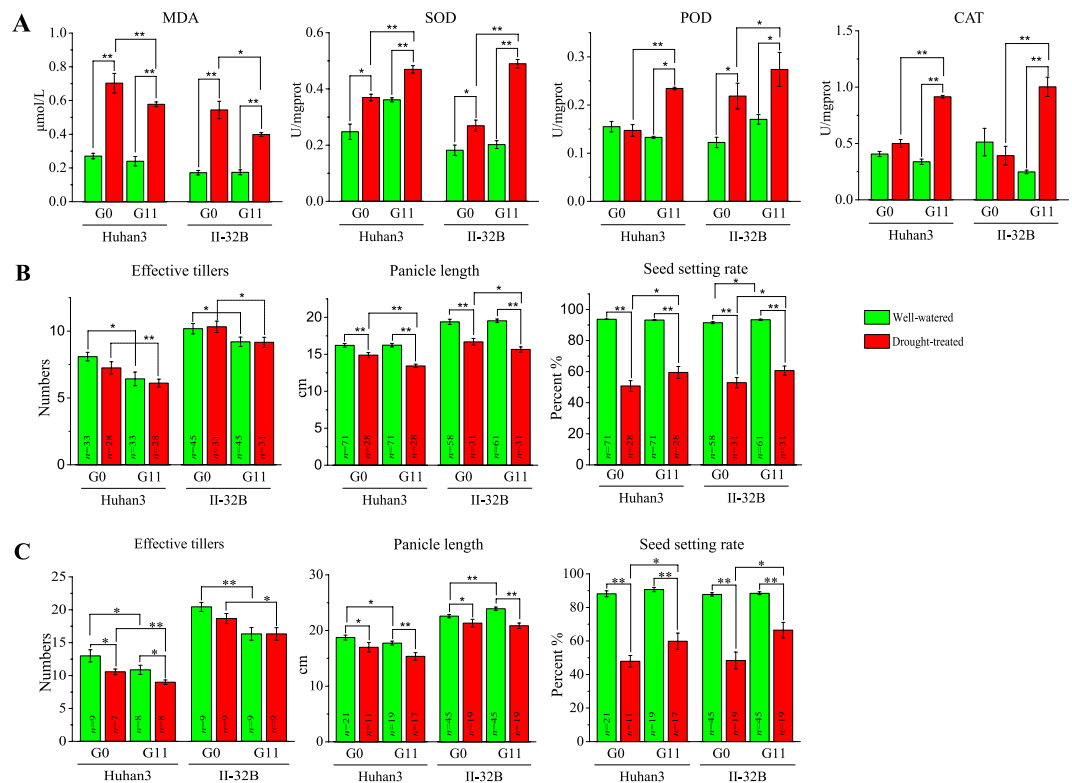 A
MDA
SOD
POD
CAT
μmol/L
1.0
0.8
0.6
0.4
0.2
0.0
** ** ** ** ** *
G0 G11 G0 G11
Huhan3 II-32B
U/mgprot
0.6
0.4
0.2
0.0
* ** ** * ** **
G0 G11 G0 G11
Huhan3 II-32B
U/mgprot
0.3
0.2
0.1
0.0
** * * * *
G0 G11 G0 G11
Huhan3 II-32B
U/mgprot
1.5
1.0
0.5
0.0
** ** ** **
G0 G11 G0 G11
Huhan3 II-32B
B
Effective tillers
Panicle length
Seed setting rate
Numbers
10
5
0
* ** * *
n=33 n=28 n=33 n=28 n=45 n=31 n=45 n=31
G0 G11 G0 G11
Huhan3 II-32B
cm
20
15
10
5
0
** ** ** ** * **
n=71 n=28 n=71 n=28 n=58 n=31 n=61 n=31
G0 G11 G0 G11
Huhan3 II-32B
Percent %
100
80
60
40
20
0
** * ** * ** * **
n=71 n=28 n=71 n=28 n=58 n=31 n=61 n=31
G0 G11 G0 G11
Huhan3 II-32B
Well-watered
Drought-treated
C
Effective tillers
Panicle length
Seed setting rate
Numbers
25
20
15
10
5
0
* * ** * ** *
n=9 n=7 n=8 n=8 n=9 n=9 n=9 n=9
G0 G11 G0 G11
Huhan3 II-32B
cm
30
20
15
0
* * ** ** * **
n=21 n=11 n=19 n=17 n=45 n=19 n=45 n=19
G0 G11 G0 G11
Huhan3 II-32B
Percent %
100
80
60
40
20
0
** * ** ** * **
n=21 n=11 n=19 n=17 n=45 n=19 n=45 n=19
G0 G11 G0 G11
Huhan3 II-32B